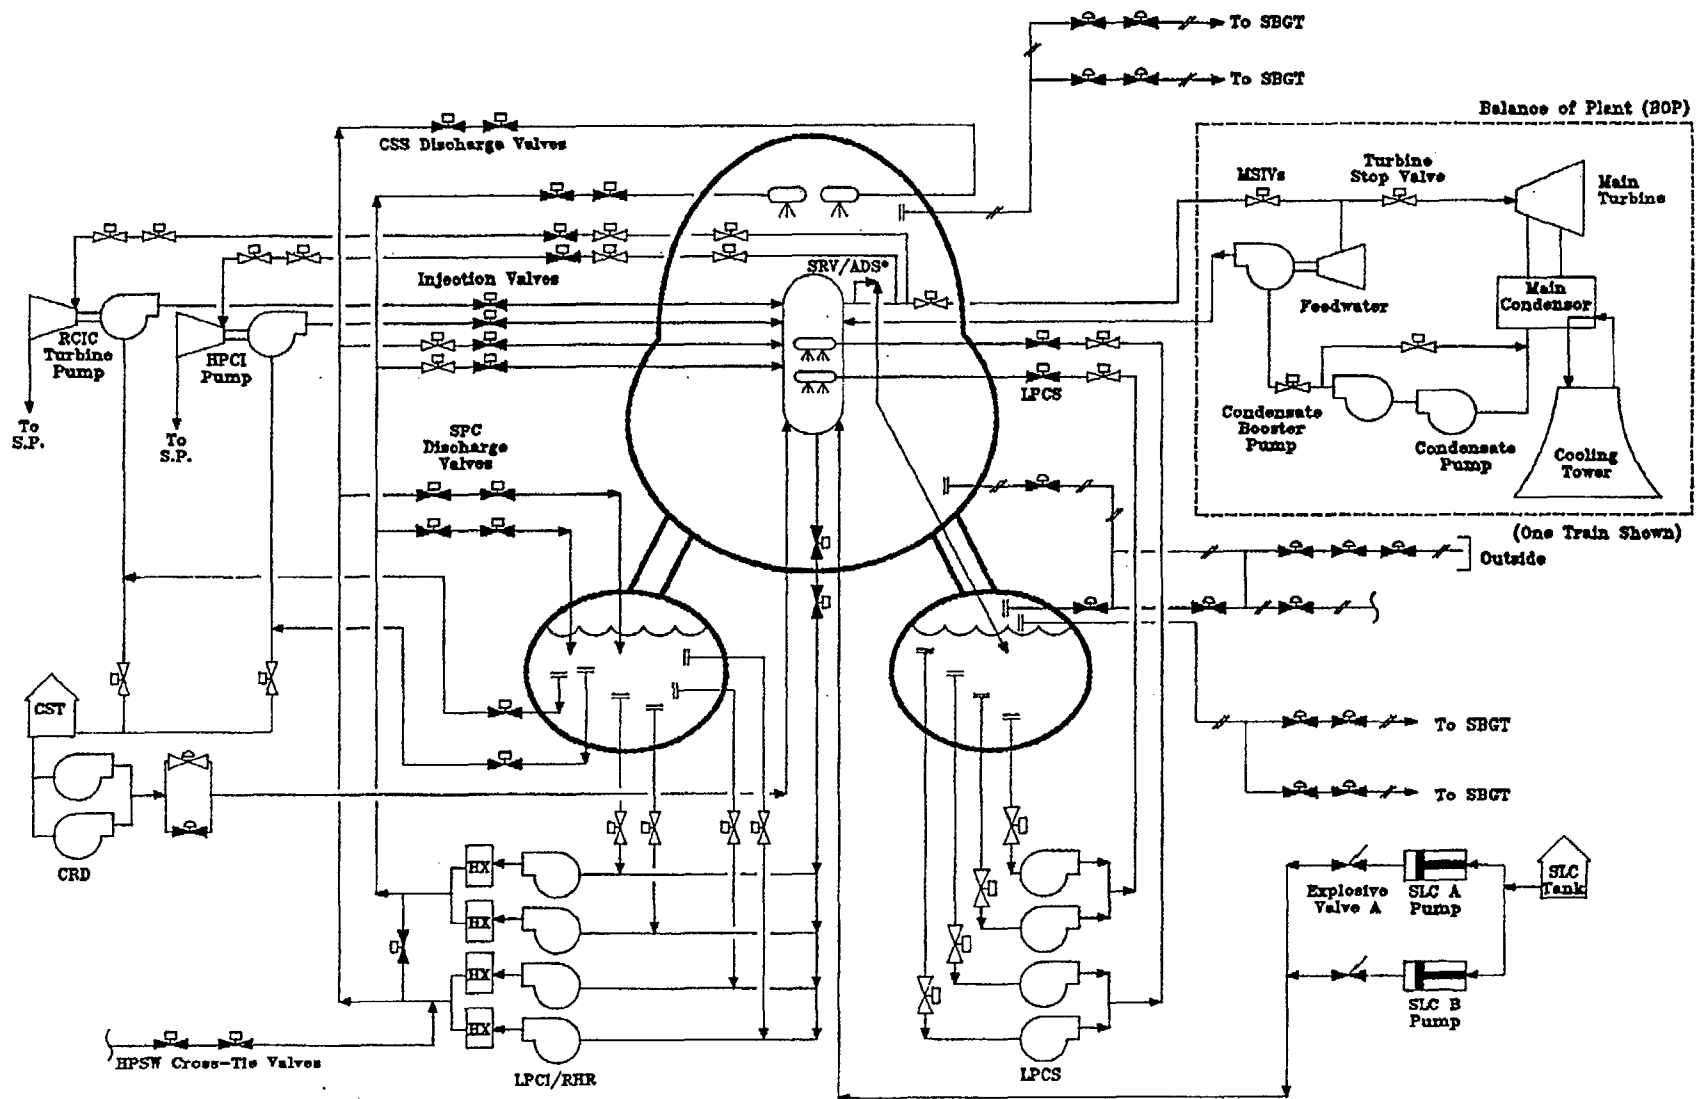 To SBGT
To SBGT
Balance of Plant (BOP)
CSS Discharge Valves
MSIVs
Turbine
Stop Valve
Main
Turbine
SRV/ADS*
Injection Valves
Feedwater
Main
Condensor
RCIC
Turbine
Pump
HPCI
Pump
LPCS
To
S.P.
To
S.P.
SPC
Discharge
Valves
Condensate
Booster
Pump
Condensate
Pump
Cooling
Tower
(One Train Shown)
Outside
CST
To SBGT
To SBGT
CRD
HX
HX
HX
HX
Explosive
Valve A
SLC A
Pump
SLC
Tank
SLC B
Pump
HPSW Cross-Tie Valves
LPCI/RHR
LPCS